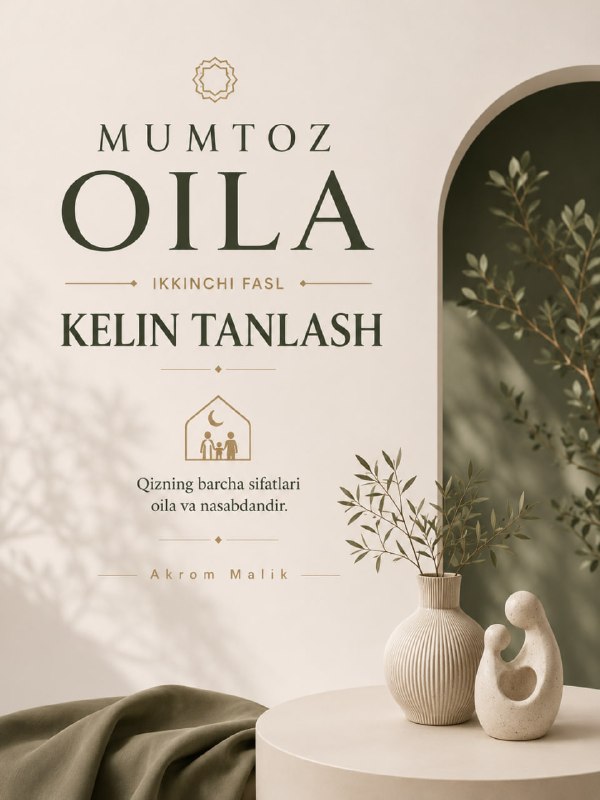 MUMTOZ
OILA
IKKINCHI FASL
KELIN TANLASH
Qizning barcha sifatlari
oila va nasabdandir.
Akrom Malik